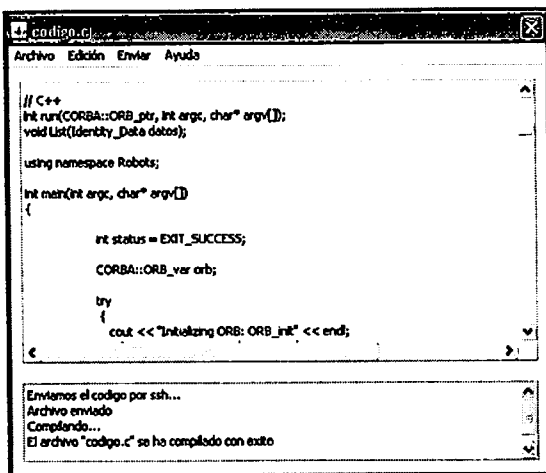 codigo.c
Archivo Edición Enviar Ayuda
// C++
int run(CORBA::ORB_ptr, int argc, char* argv[]);
void List(Identity_Data datos);
using namespace Robots;
int main(int argc, char* argv[])
{
int status = EXIT_SUCCESS;
CORBA::ORB_var orb;
try
{
cout << "Initializing ORB: ORB_init" << endl;
Enviamos el codigo por ssh...
Archivo enviado
Compilando...
El archivo "codigo.c" se ha compilado con exito